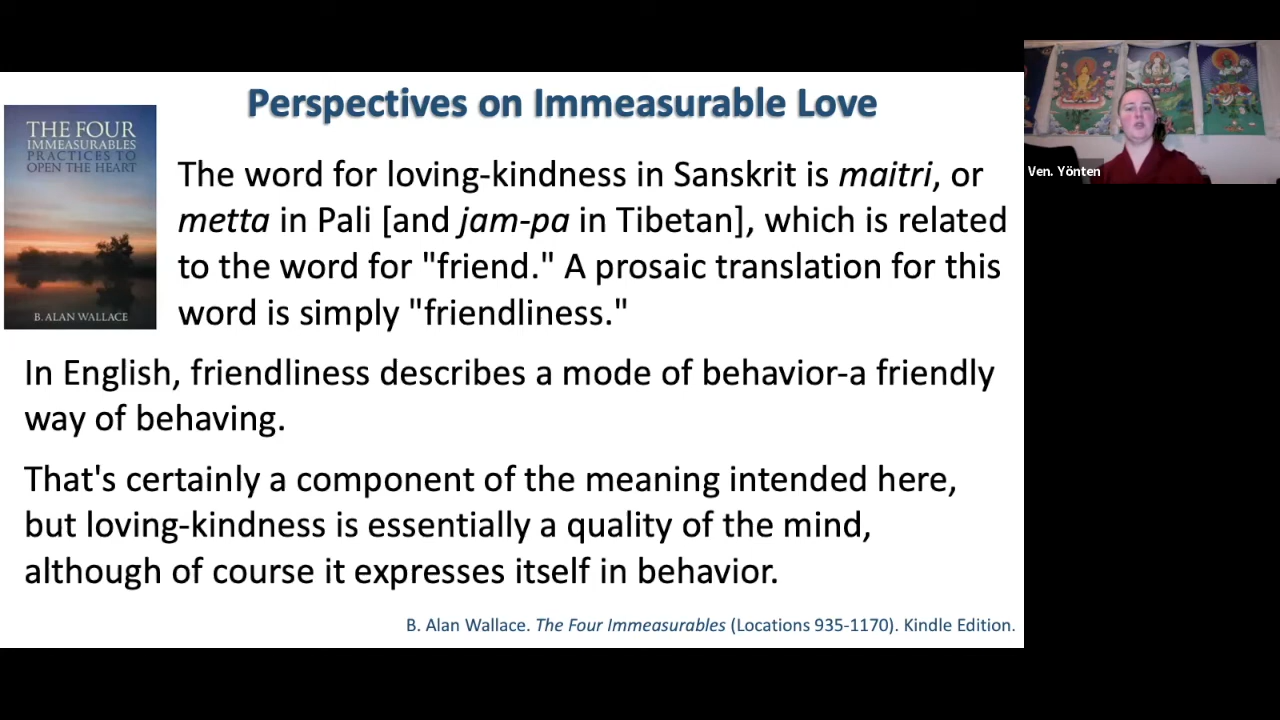 Perspectives on Immeasurable Love
THE FOUR
IMMEASURABLES
PRACTICES TO
OPEN THE HEART
B. ALAN WALLACE
The word for loving-kindness in Sanskrit is maitri, or
metta in Pali [and jam-pa in Tibetan], which is related
to the word for "friend." A prosaic translation for this
word is simply "friendliness."
In English, friendliness describes a mode of behavior-a friendly
way of behaving.
That's certainly a component of the meaning intended here,
but loving-kindness is essentially a quality of the mind,
although of course it expresses itself in behavior.
B. Alan Wallace. The Four Immeasurables (Locations 935-1170). Kindle Edition.
Ven. Yönten